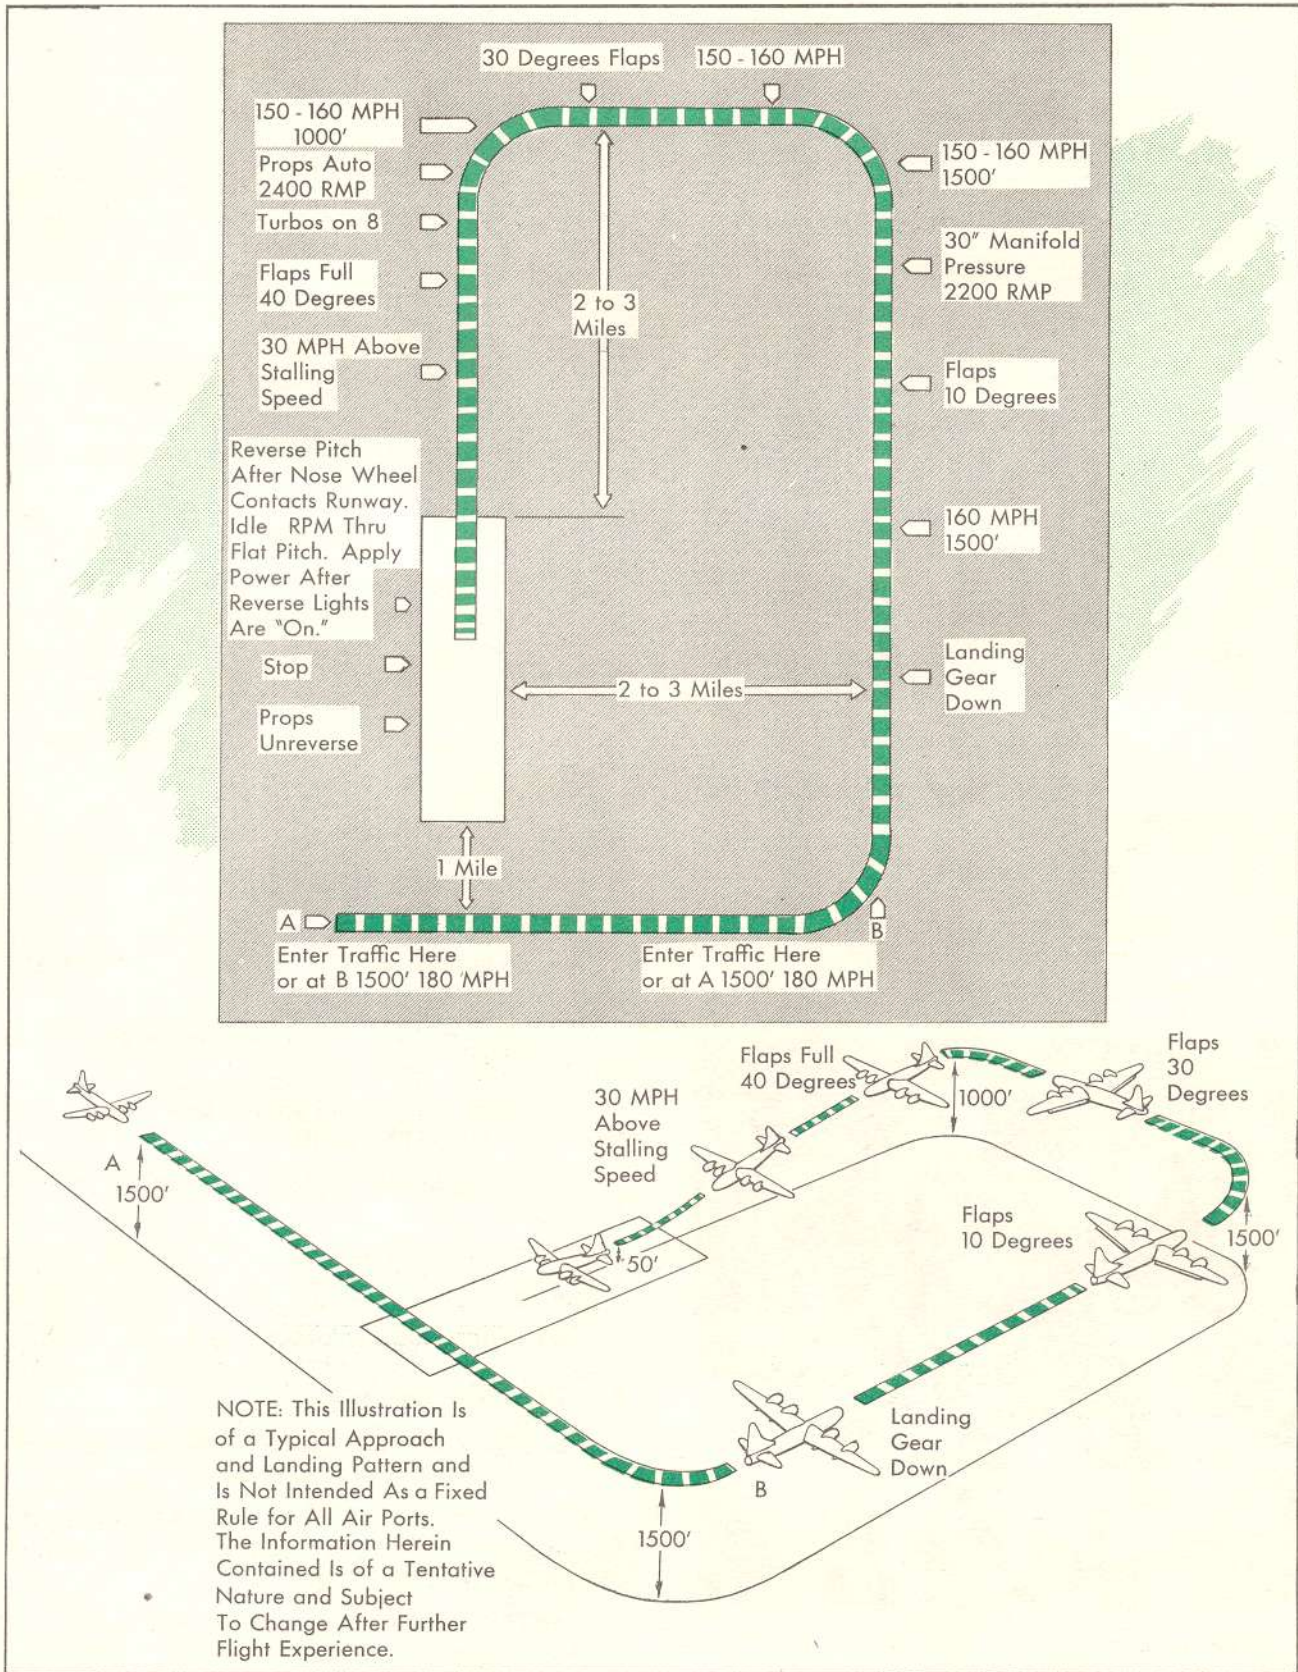 30 Degrees Flaps
150 - 160 MPH
150 - 160 MPH
1000'
Props Auto
2400 RMP
Turbos on 8
Flaps Full
40 Degrees
30 MPH Above
Stalling
Speed
Reverse Pitch
After Nose Wheel
Contacts Runway.
Idle RPM Thru
Flat Pitch. Apply
Power After
Reverse Lights
Are "On."
Stop
Props
Unreverse
2 to 3
Miles
2 to 3 Miles
1 Mile
150 - 160 MPH
1500'
30" Manifold
Pressure
2200 RMP
Flaps
10 Degrees
160 MPH
1500'
Landing
Gear
Down
A
B
Enter Traffic Here
or at B 1500' 180 MPH
Enter Traffic Here
or at A 1500' 180 MPH
Flaps Full
40 Degrees
Flaps
30
Degrees
1000'
30 MPH
Above
Stalling
Speed
A
1500'
50'
Flaps
10 Degrees
1500'
Landing
Gear
Down
B
1500'
NOTE: This Illustration Is
of a Typical Approach
and Landing Pattern and
Is Not Intended As a Fixed
Rule for All Air Ports.
The Information Herein
Contained Is of a Tentative
Nature and Subject
To Change After Further
Flight Experience.